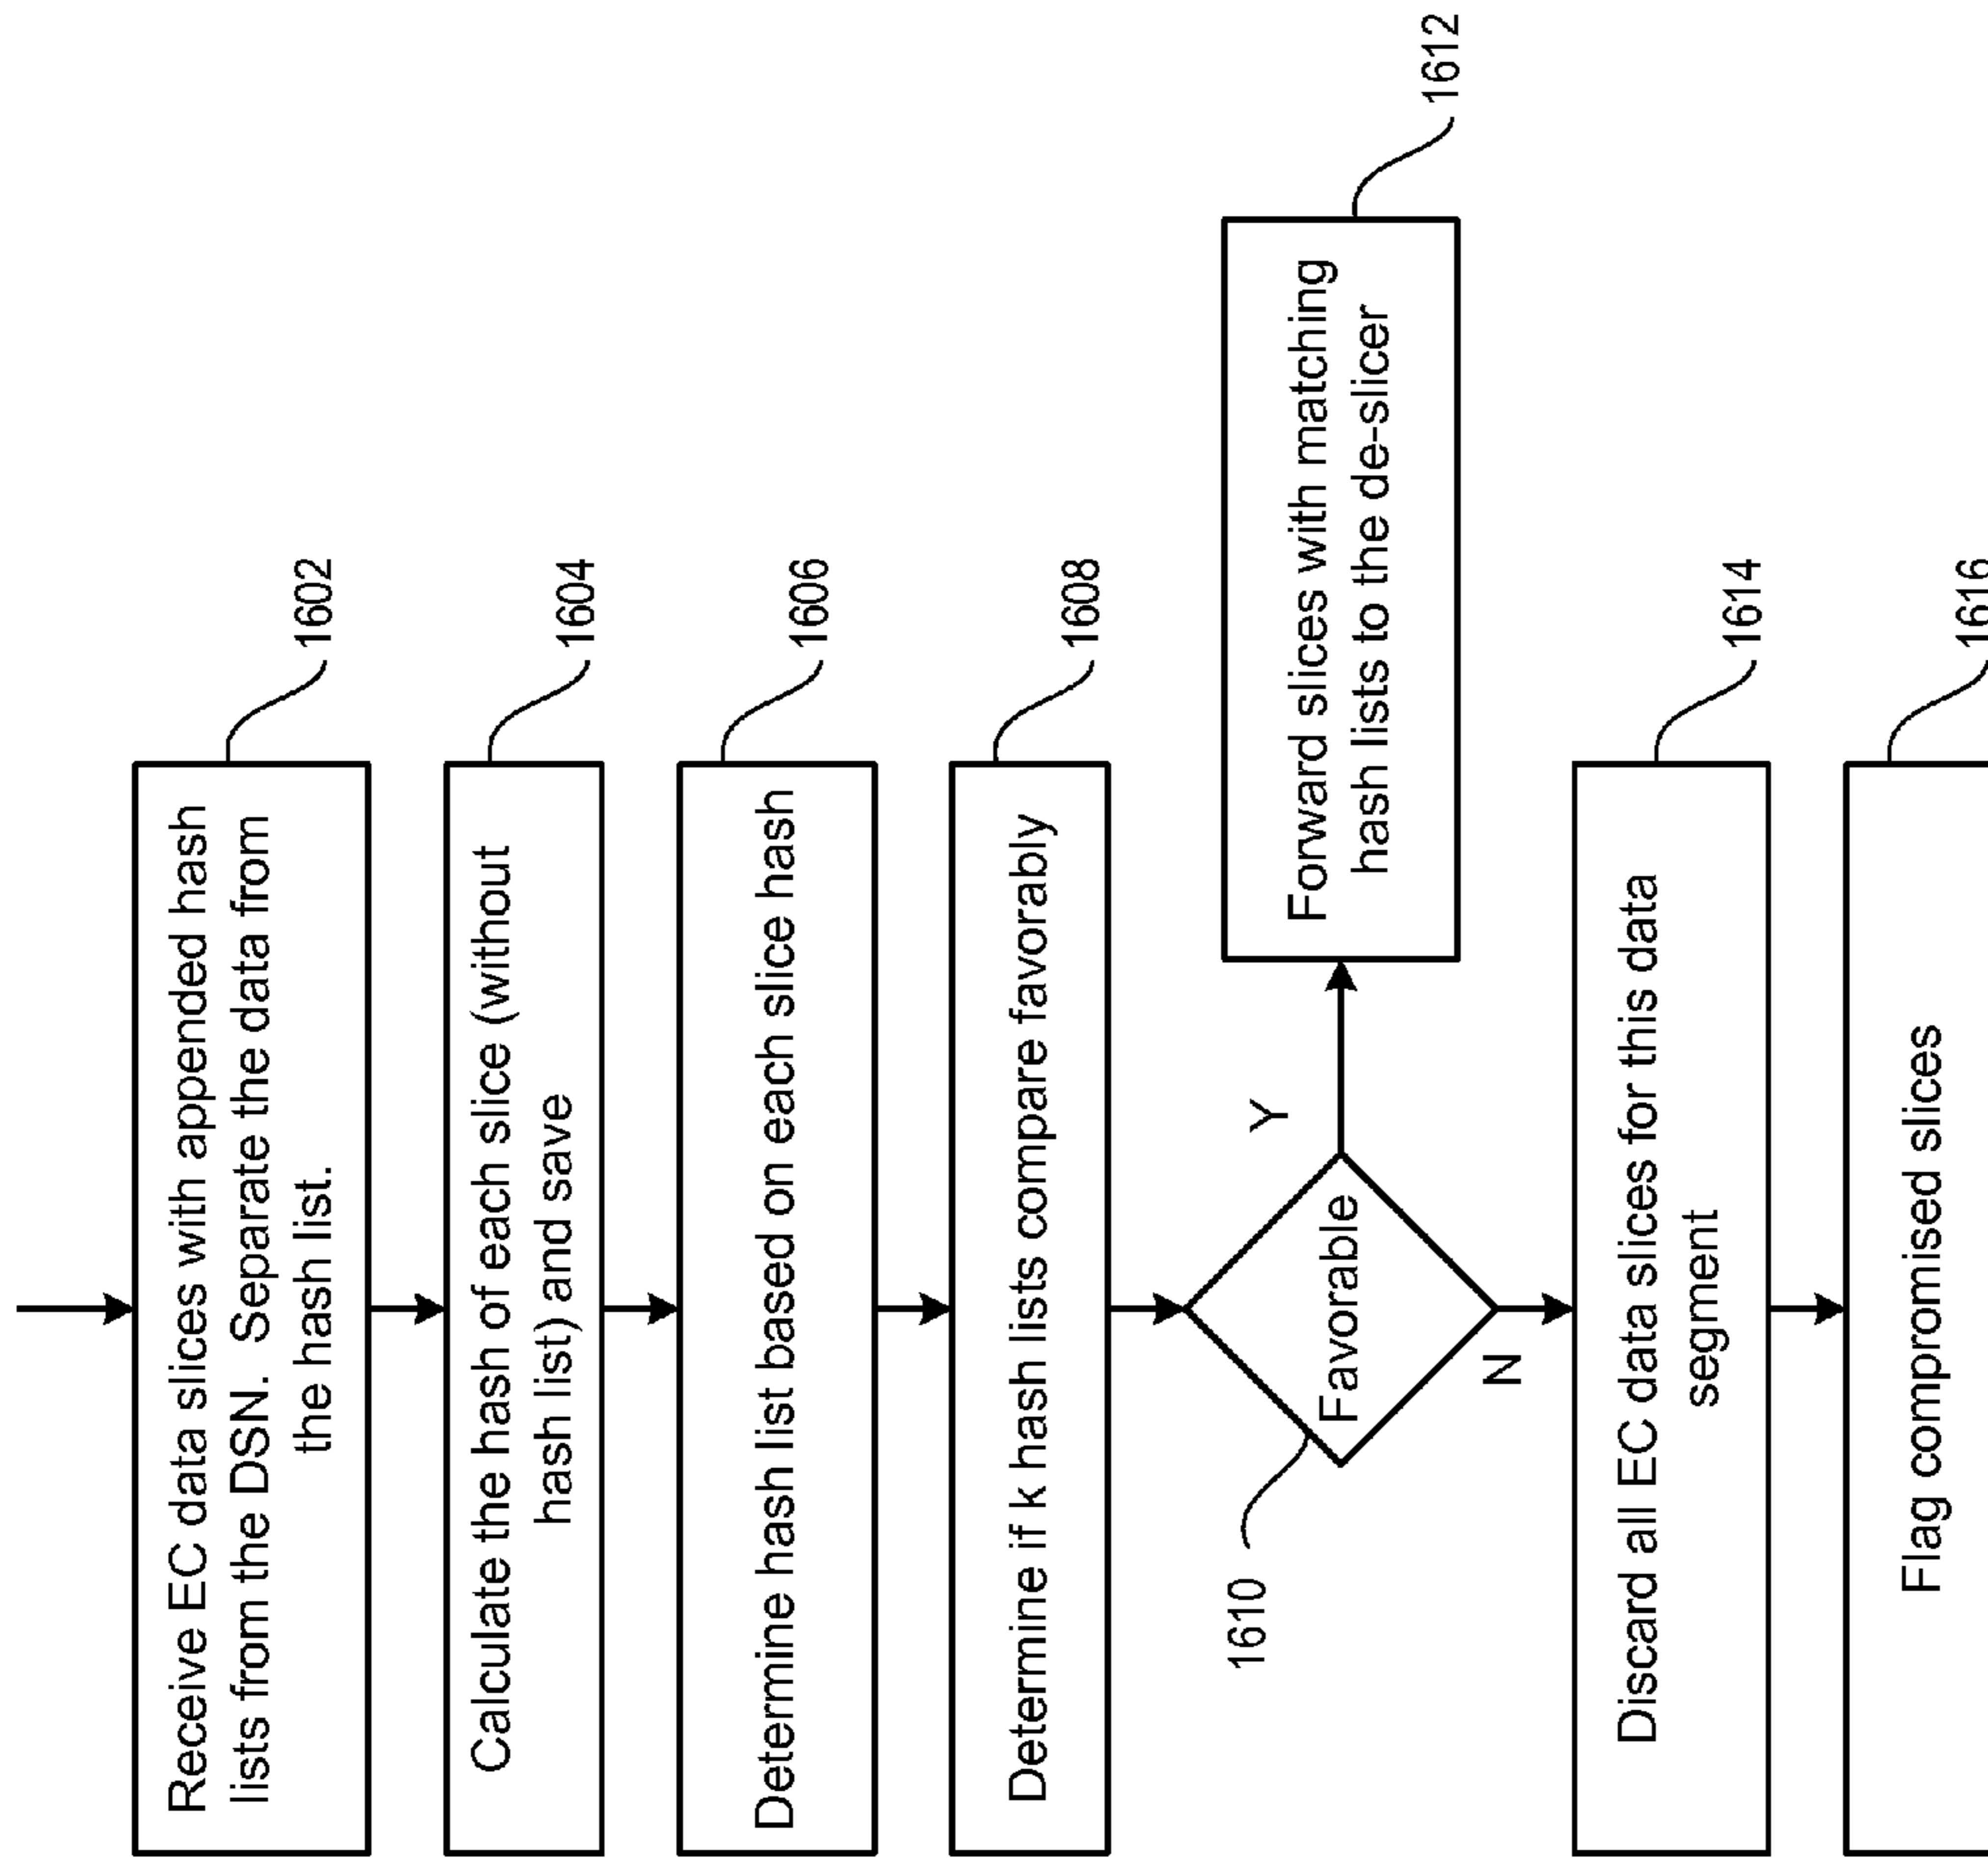 Receive EC data slices with appended hash
lists from the DSN. Separate the data from
the hash list.
1602
Calculate the hash of each slice (without
hash list) and save
1604
Determine hash list based on each slice hash
1606
Determine if k hash lists compare favorably
1608
Favorable
1610
Y
Forward slices with matching
hash lists to the de-slicer
1612
N
Discard all EC data slices for this data
segment
1614
Flag compromised slices
1616